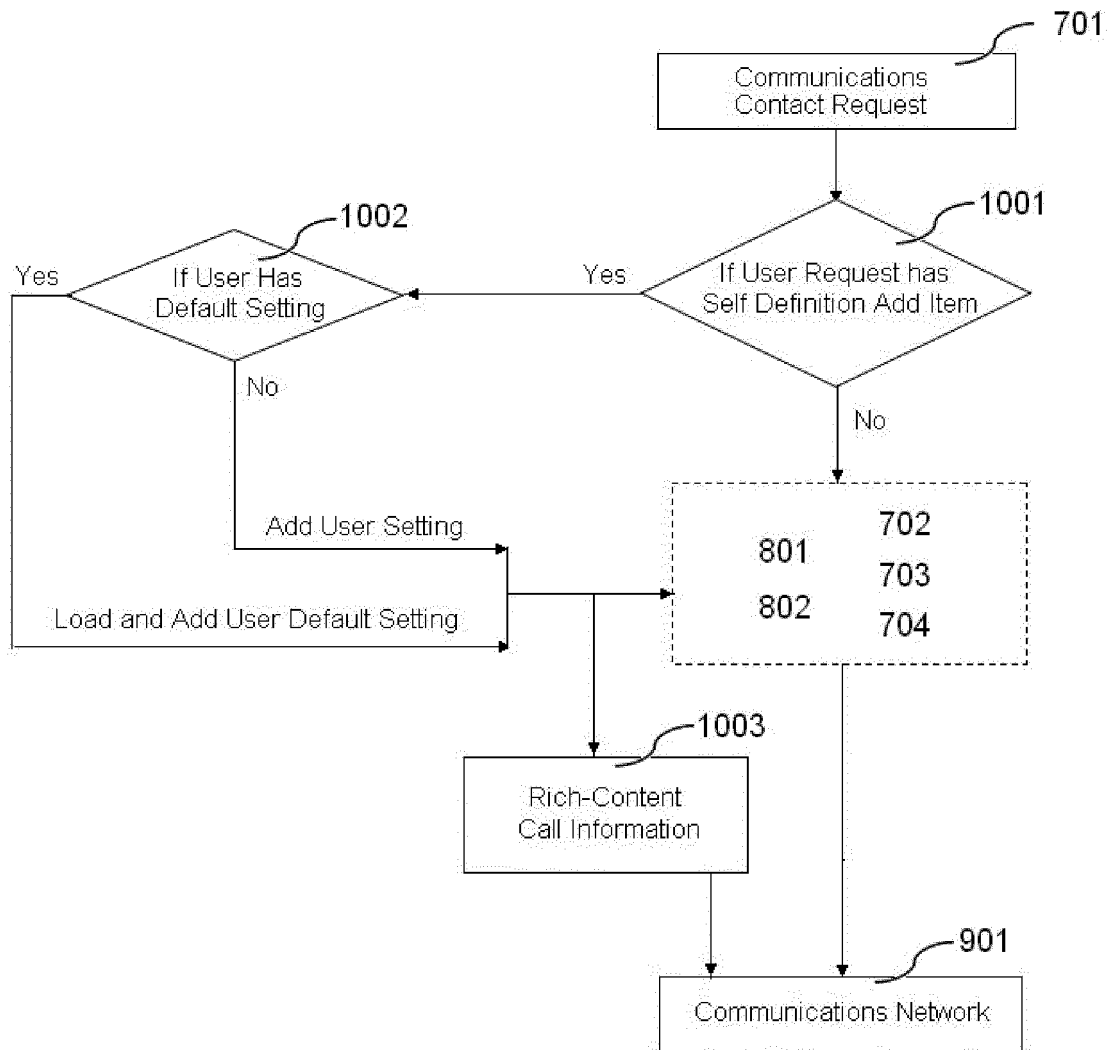 701
Communications
Contact Request
1002
1001
Yes
If User Has
Default Setting
Yes
If User Request has
Self Definition Add Item
No
No
Add User Setting
702
801
703
802
704
Load and Add User Default Setting
1003
Rich-Content
Call Information
901
Communications Network